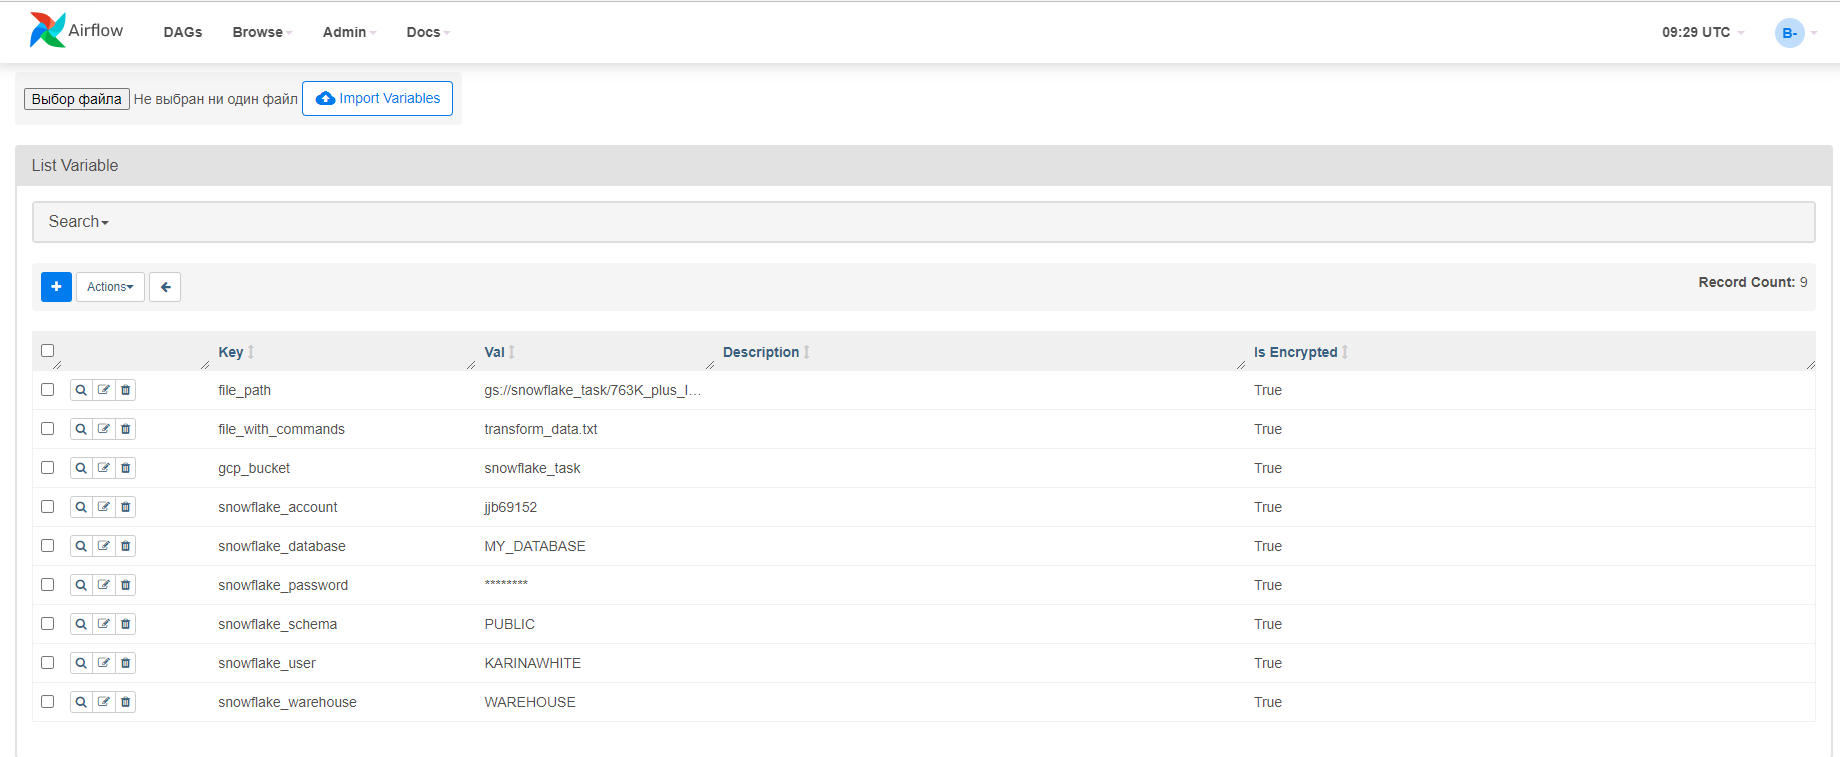 Airflow DAGs Browse Admin Docs 09:29 UTC B-
Выбор файла Не выбран ни один файл Import Variables
List Variable
Search
+ Actions Record Count: 9
Key Val Description Is Encrypted
file_path gs://snowflake_task/763K_plus_I... True
file_with_commands transform_data.txt True
gcp_bucket snowflake_task True
snowflake_account jjb69152 True
snowflake_database MY_DATABASE True
snowflake_password ******** True
snowflake_schema PUBLIC True
snowflake_user KARINAWHITE True
snowflake_warehouse WAREHOUSE True